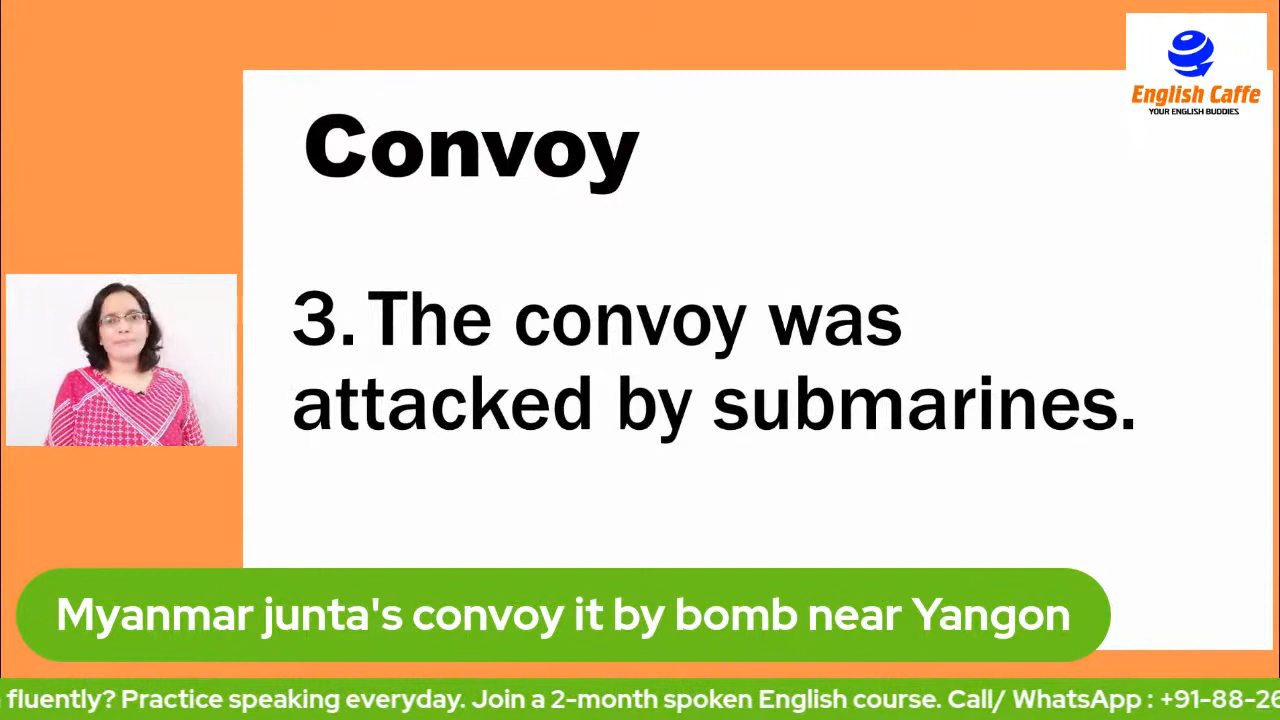 English Caffe
YOUR ENGLISH BUDDIES
Convoy
3. The convoy was
attacked by submarines.
Myanmar junta's convoy it by bomb near Yangon
fluently? Practice speaking everyday. Join a 2-month spoken English course. Call/ WhatsApp : +91-88-26